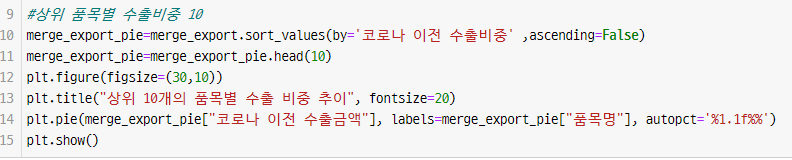 9 #상위 품목별 수출비중 10
10 merge_export_pie=merge_export.sort_values(by='코로나 이전 수출비중' ,ascending=False)
11 merge_export_pie=merge_export_pie.head(10)
12 plt.figure(figsize=(30,10))
13 plt.title("상위 10개의 품목별 수출 비중 추이", fontsize=20)
14 plt.pie(merge_export_pie["코로나 이전 수출금액"], labels=merge_export_pie["품목명"], autopct='%1.1f%%')
15 plt.show()